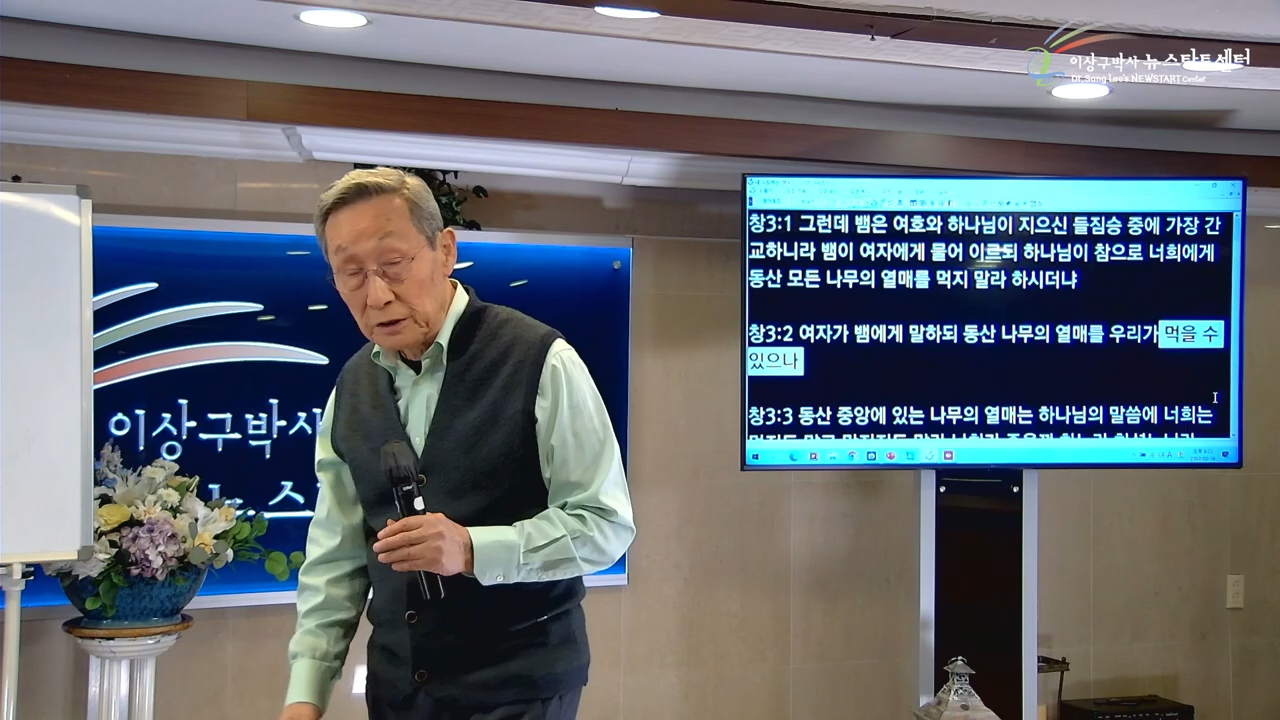 이상구박사 뉴스타트센터
Dr. Sang Lee's NEWSTART Center
창3:1 그런데 뱀은 여호와 하나님이 지으신 들짐승 중에 가장 간
교하니라 뱀이 여자에게 물어 이르되 하나님이 참으로 너희에게
동산 모든 나무의 열매를 먹지 말라 하시더냐
창3:2 여자가 뱀에게 말하되 동산 나무의 열매를 우리가 먹을 수
있으나
창3:3 동산 중앙에 있는 나무의 열매는 하나님의 말씀에 너희는
이상구박사
뉴스